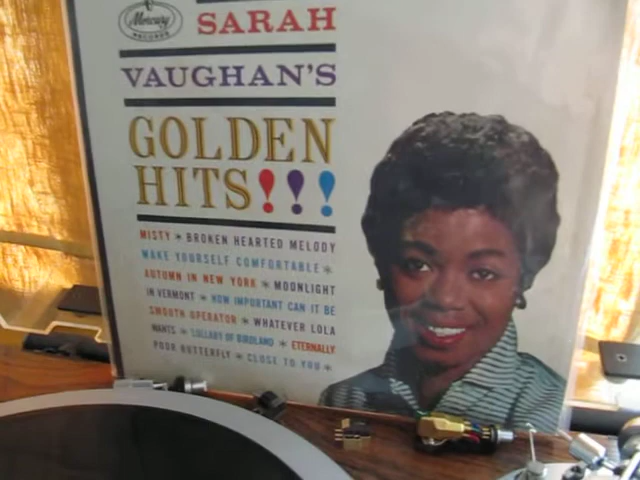 Mercury
RECORDS
SARAH
VAUGHAN'S
GOLDEN
HITS!!!
MISTY * BROKEN HEARTED MELODY
MAKE YOURSELF COMFORTABLE *
AUTUMN IN NEW YORK * MOONLIGHT
IN VERMONT * HOW IMPORTANT CAN IT BE
SMOOTH OPERATOR * WHATEVER LOLA
WANTS * LULLABY OF BIRDLAND * ETERNALLY
POOR BUTTERFLY * CLOSE TO YOU *